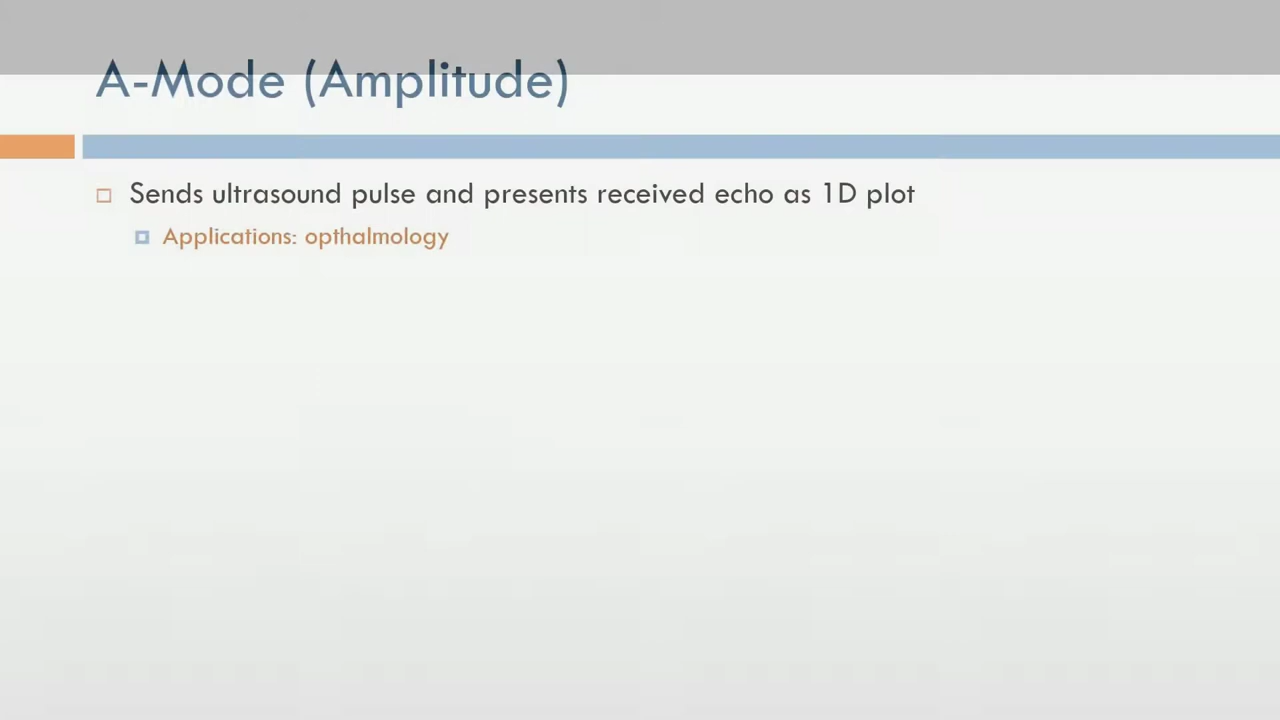 A-Mode (Amplitude)
Sends ultrasound pulse and presents received echo as 1D plot
Applications: opthalmology